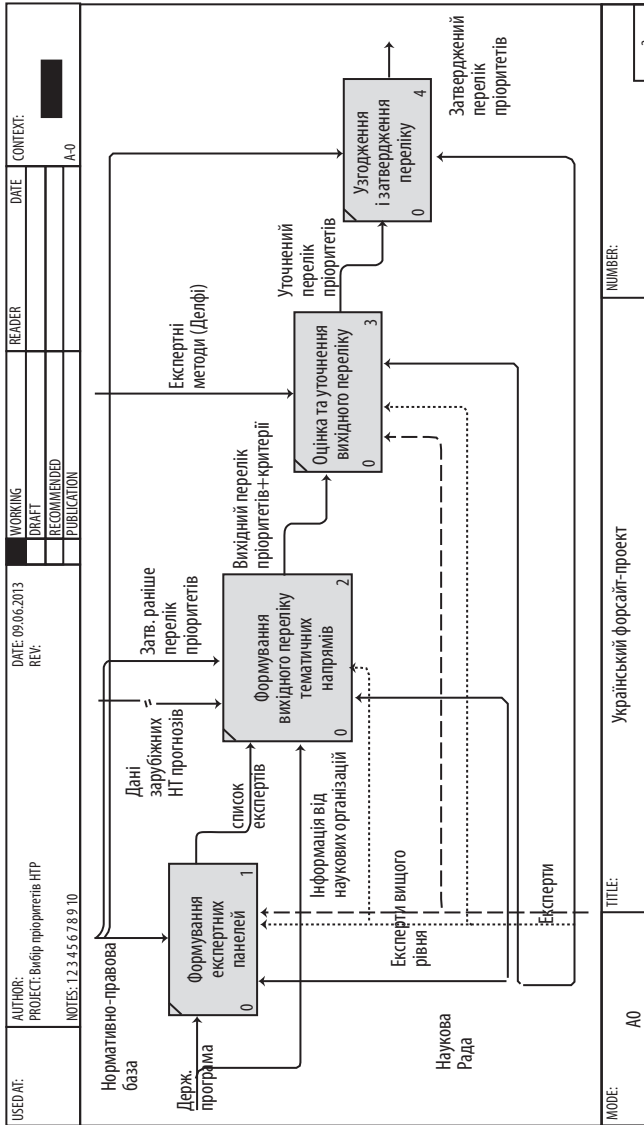 USED AT:
AUTHOR:
PROJECT: Вибір пріоритетів НТР
NOTES: 1 2 3 4 5 6 7 8 9 10
DATE: 09.06.2013
REV:
WORKING
DRAFT
RECOMMENDED
PUBLICATION
READER
DATE
CONTEXT:
A-0
Нормативно-правова
база
Держ.
програма
Формування
експертних
панелей
0
1
список
експертів
Дані
зарубіжних
НТ прогнозів
Затв. раніше
перелік
пріоритетів
Інформація від
наукових організацій
Формування
вихідного переліку
тематичних
напрямів
0
2
Вихідний перелік
пріоритетів+критерії
Експертні
методи (Делфі)
Оцінка та уточнення
вихідного переліку
0
3
Уточнений
перелік
пріоритетів
Узгодження
і затвердження
переліку
0
4
Затверджений
перелік
пріоритетів
Експерти вищого
рівня
Наукова
Рада
Експерти
MODE:
A0
TITLE:
Український форсайт-проект
NUMBER: